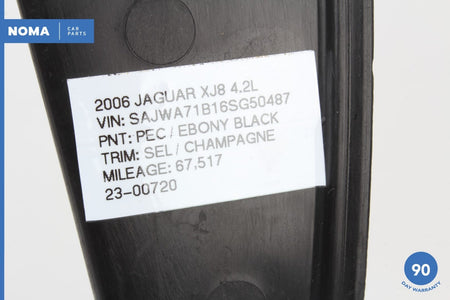 NOMA CAR PARTS
2006 JAGUAR XJ8 4.2L
VIN: SAJWA71B16SG50487
PNT: PEC / EBONY BLACK
TRIM: SEL / CHAMPAGNE
MILEAGE: 67,517
23-00720
90
DAY WARRANTY